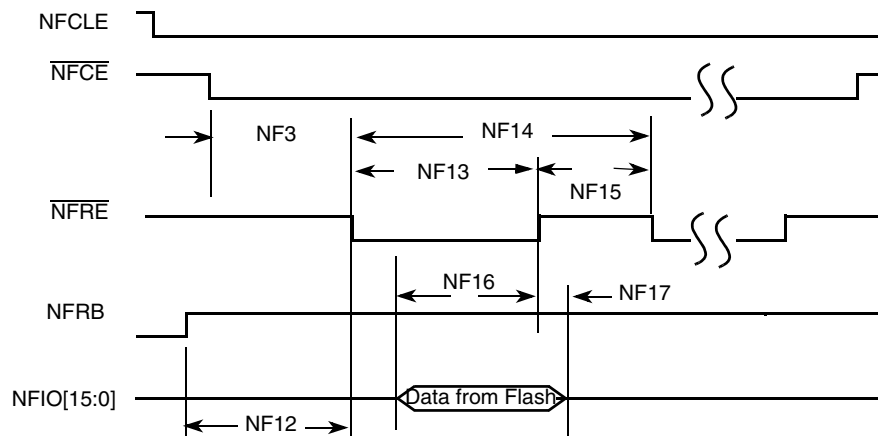 NFCLE
NFCE
NF3
NF14
NF13
NF15
NFRE
NF16
NF17
NFRB
NFIO[15:0]
Data from Flash
NF12